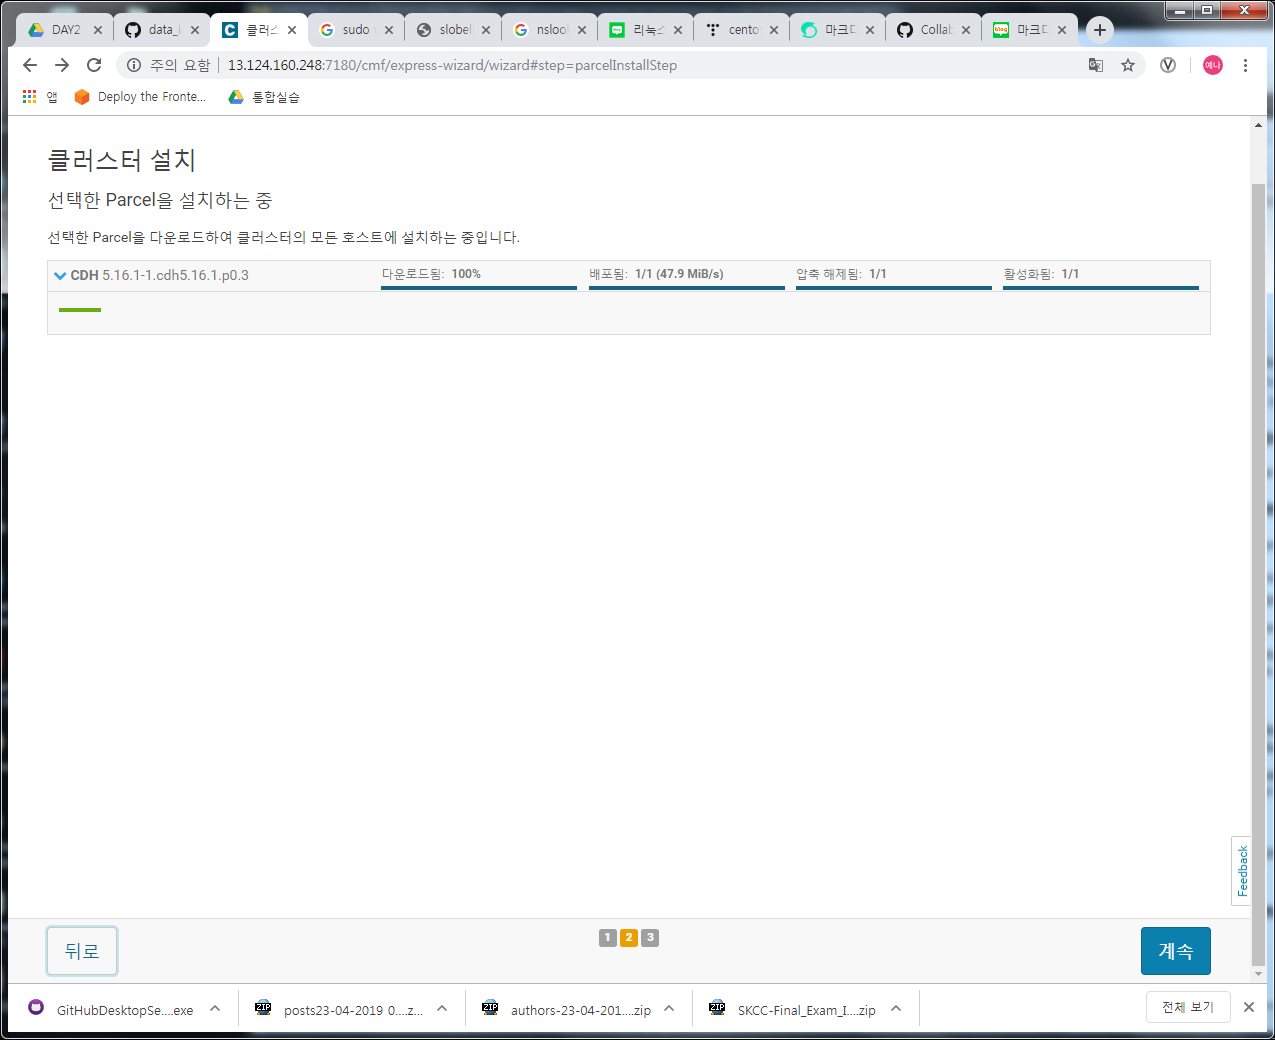 DAY2
data_i
클러스
sudo
slobel
nslool
리눅스
cento
마크다
Collab
마크다
주의 요함 | 13.124.160.248:7180/cmf/express-wizard/wizard#step=parcelInstallStep
예나
앱
Deploy the Fronte...
통합실습
클러스터 설치
선택한 Parcel을 설치하는 중
선택한 Parcel을 다운로드하여 클러스터의 모든 호스트에 설치하는 중입니다.
CDH 5.16.1-1.cdh5.16.1.p0.3
다운로드됨: 100%
배포됨: 1/1 (47.9 MiB/s)
압축 해제됨: 1/1
활성화됨: 1/1
Feedback
뒤로
1 2 3
계속
GitHubDesktopSe....exe
posts23-04-2019 0....z...
authors-23-04-201....zip
SKCC-Final_Exam_I....zip
전체 보기